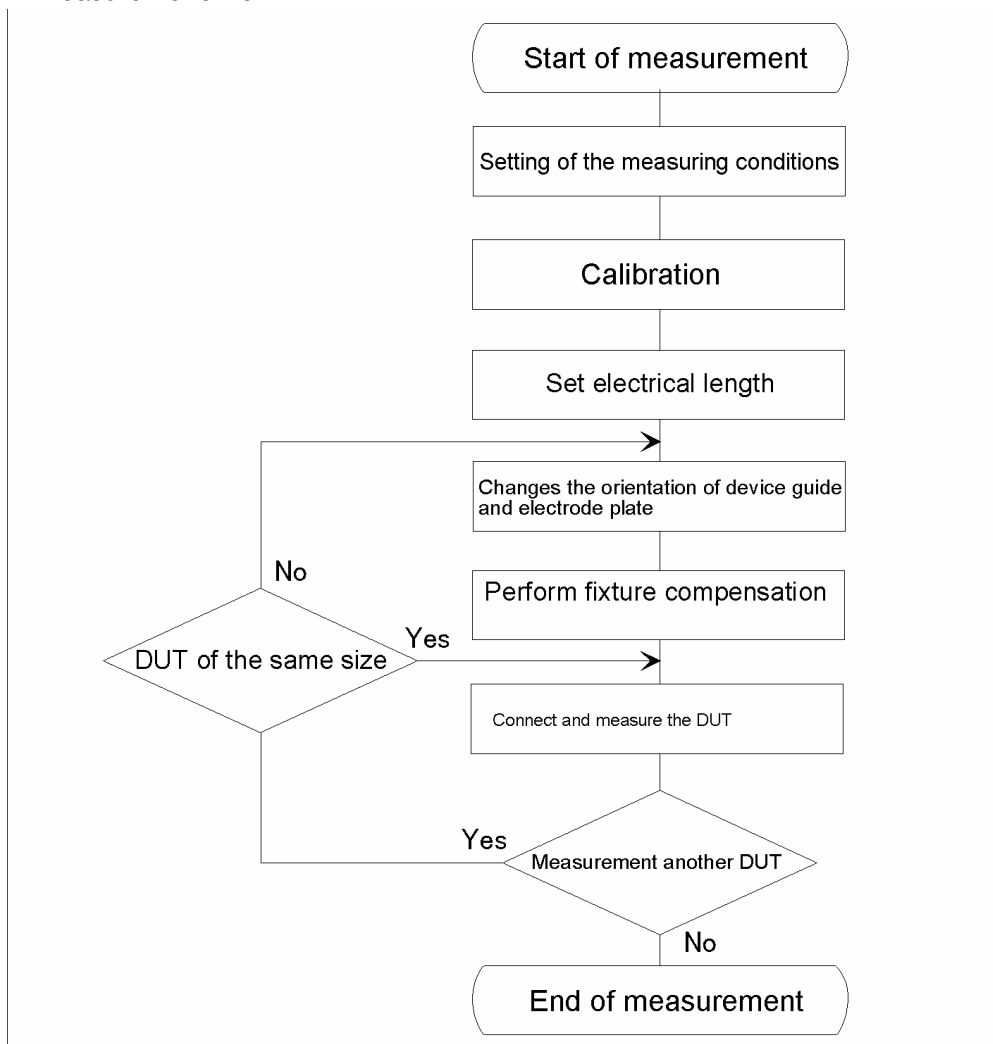 Start of measurement
Setting of the measuring conditions
Calibration
Set electrical length
Changes the orientation of device guide
and electrode plate
No
Perform fixture compensation
Yes
DUT of the same size
Connect and measure the DUT
Yes
Measurement another DUT
No
End of measurement